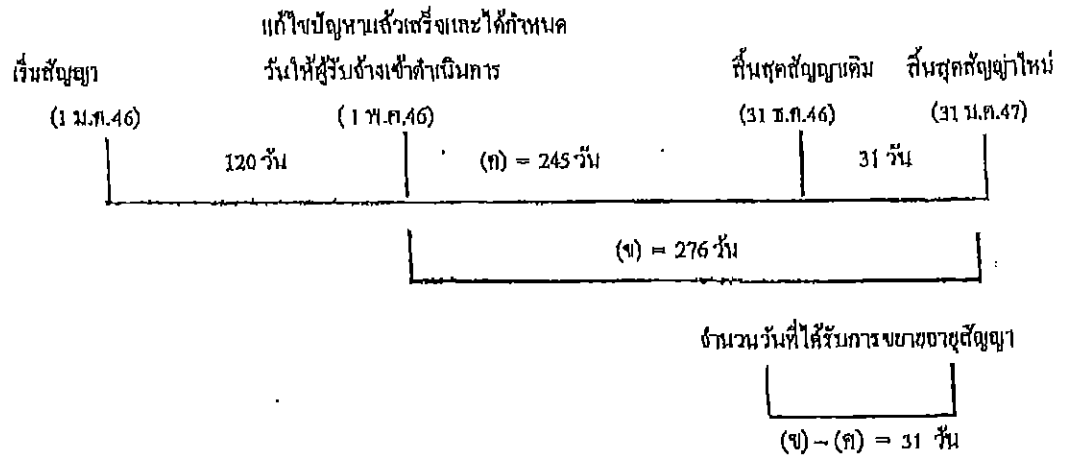 แก้ไขปัญหาแล้วเสร็จและได้กำหนด
เริ่มสัญญา วันให้ผู้รับจ้างเข้าดำเนินการ สิ้นสุดสัญญาเดิม สิ้นสุดสัญญาใหม่
(1 ม.ค.46) (1 พ.ค.46) (31 ธ.ค.46) (31 ม.ค.47)
120 วัน (ค) = 245 วัน 31 วัน
(ข) = 276 วัน
จำนวนวันที่ได้รับการขยายอายุสัญญา
(ข) – (ค) = 31 วัน